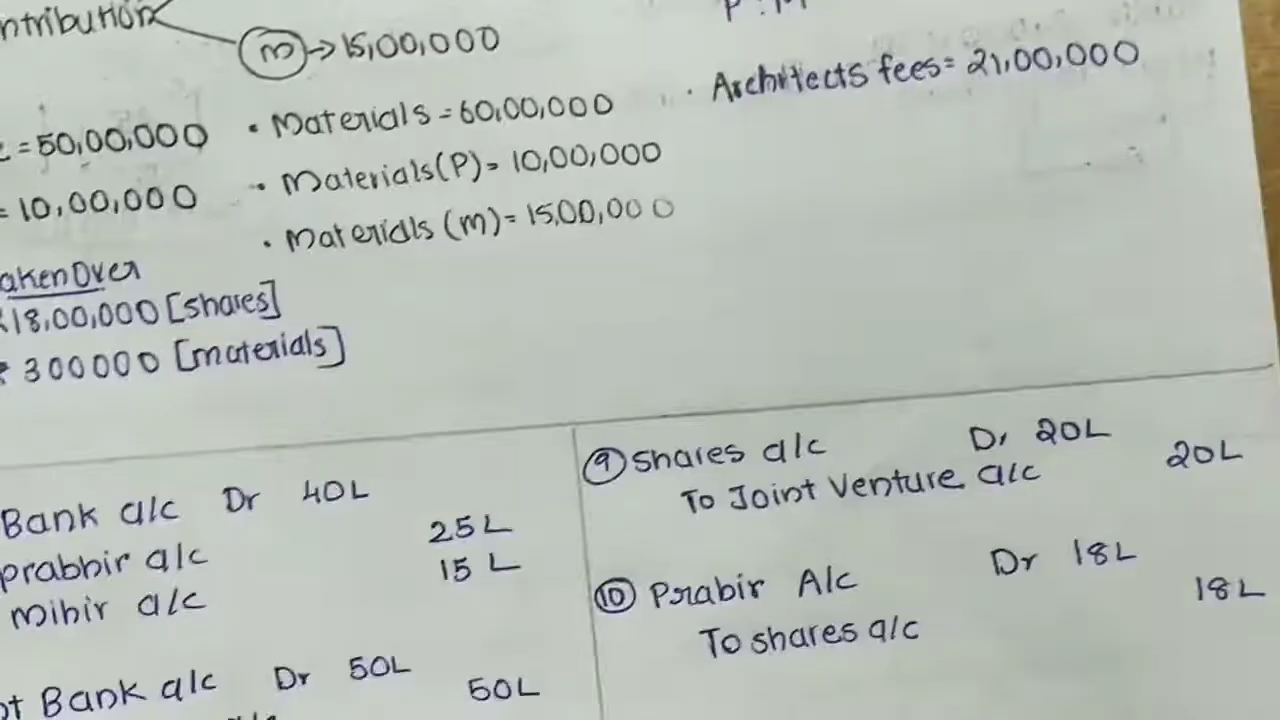 ntribution
(m) → 15,00,000
P : M
= 50,00,000
• Materials = 60,00,000
• Architects fees = 21,00,000
= 10,00,000
• Materials (P) = 10,00,000
• Materials (m) = 15,00,000
aken Over
₹18,00,000 [shares]
₹ 300000 [materials]
Bank a/c Dr 40L
prabhir a/c 25L
mihir a/c 15L
⑨ shares a/c Dr 20L
To Joint Venture a/c 20L
⑩ Prabir A/c Dr 18L
To shares a/c 18L
nt Bank a/c Dr 50L
50L